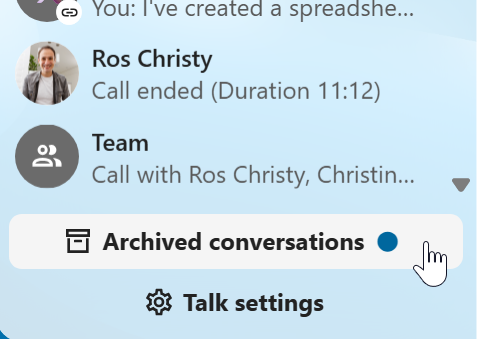 You: I've created a spreadshe...
Ros Christy
Call ended (Duration 11:12)
Team
Call with Ros Christy, Christin...
Archived conversations
Talk settings